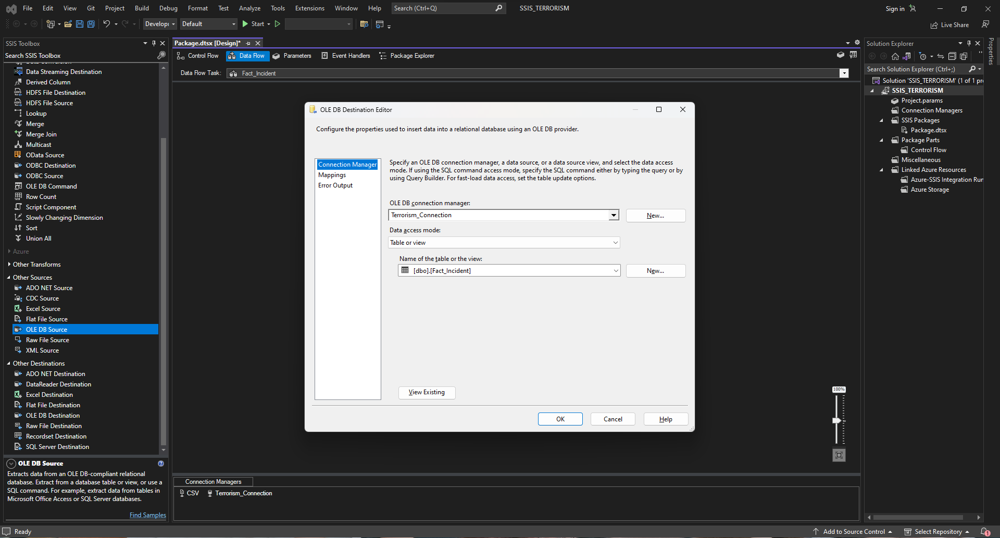 File Edit View Git Project Build Debug Format Test Analyze Tools Extensions Window Help Search (Ctrl+Q) SSIS_TERRORISM Sign in
Develop Default Start Live Share
SSIS Toolbox
Search SSIS Toolbox
Data Streaming Destination
Derived Column
HDFS File Destination
HDFS File Source
Lookup
Merge
Merge Join
Multicast
OData Source
ODBC Destination
ODBC Source
OLE DB Command
Row Count
Script Component
Slowly Changing Dimension
Sort
Union All
Azure
Other Transforms
Other Sources
ADO NET Source
CDC Source
Excel Source
Flat File Source
OLE DB Source
Raw File Source
XML Source
Other Destinations
ADO NET Destination
DataReader Destination
Excel Destination
Flat File Destination
OLE DB Destination
Raw File Destination
Recordset Destination
SQL Server Destination
OLE DB Source
Extracts data from an OLE DB-compliant relational
database. Extract from a database table or view, or use a
SQL command. For example, extract data from tables in
Microsoft Office Access or SQL Server databases.
Find Samples
Package.dtsx [Design]*
Control Flow Data Flow Parameters Event Handlers Package Explorer
Data Flow Task: Fact_Incident
OLE DB Destination Editor
Configure the properties used to insert data into a relational database using an OLE DB provider.
Connection Manager
Mappings
Error Output
Specify an OLE DB connection manager, a data source, or a data source view, and select the data access
mode. If using the SQL command access mode, specify the SQL command either by typing the query or by
using Query Builder. For fast-load data access, set the table update options.
OLE DB connection manager:
Terrorism_Connection New...
Data access mode:
Table or view
Name of the table or the view:
[dbo].[Fact_Incident] New...
View Existing
OK Cancel Help
100%
Connection Managers
CSV Terrorism_Connection
Solution Explorer
Search Solution Explorer (Ctrl+;)
Solution 'SSIS_TERRORISM' (1 of 1 pr
SSIS_TERRORISM
Project.params
Connection Managers
SSIS Packages
Package.dtsx
Package Parts
Control Flow
Miscellaneous
Linked Azure Resources
Azure-SSIS Integration Run
Azure Storage
Properties
Ready Add to Source Control Select Repository 1